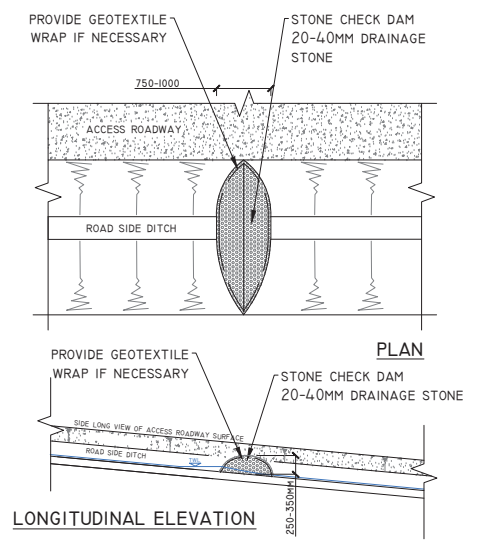 PROVIDE GEOTEXTILE
WRAP IF NECESSARY
STONE CHECK DAM
20-40MM DRAINAGE
STONE
750-1000
ACCESS ROADWAY
ROAD SIDE DITCH
PLAN
PROVIDE GEOTEXTILE
WRAP IF NECESSARY
STONE CHECK DAM
20-40MM DRAINAGE STONE
SIDE LONG VIEW OF ACCESS ROADWAY SURFACE
ROAD SIDE DITCH
TWL
250-350MM
LONGITUDINAL ELEVATION